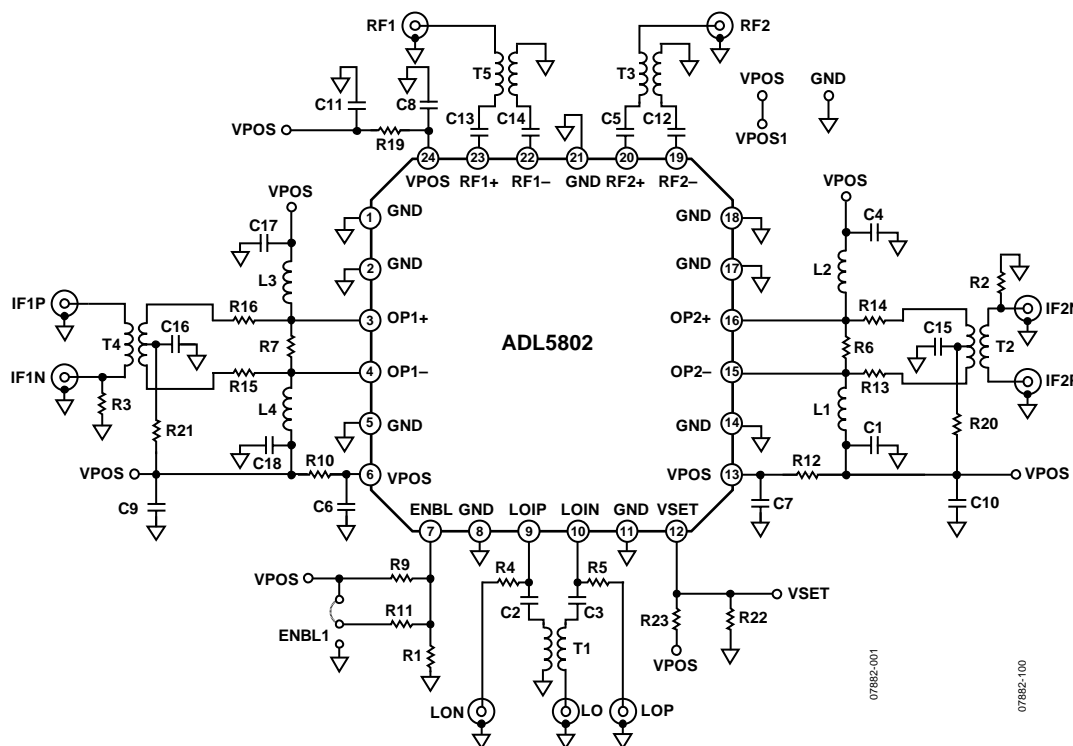 RF1
RF2
T5
T3
C11
C8
C13
C14
C5
C12
VPOS
GND
VPOS
R19
VPOS1
24
23
22
21
20
19
VPOS
RF1+
RF1–
GND
RF2+
RF2–
VPOS
VPOS
C17
1
GND
GND
18
C4
L3
2
GND
GND
17
L2
R2
IF1P
R16
3
OP1+
OP2+
16
R14
IF2N
T4
C16
R7
ADL5802
R6
C15
T2
IF1N
R15
4
OP1–
OP2–
15
R13
IF2P
R3
L4
L1
R21
5
GND
GND
14
C1
R20
C18
R10
VPOS
6
VPOS
VPOS
13
R12
VPOS
C9
C6
C7
C10
ENBL
GND
LOIP
LOIN
GND
VSET
7
8
9
10
11
12
VPOS
R9
R4
R5
R11
C2
C3
VSET
ENBL1
R1
T1
R23
R22
VPOS
LON
LO
LOP
07882-001
07882-100